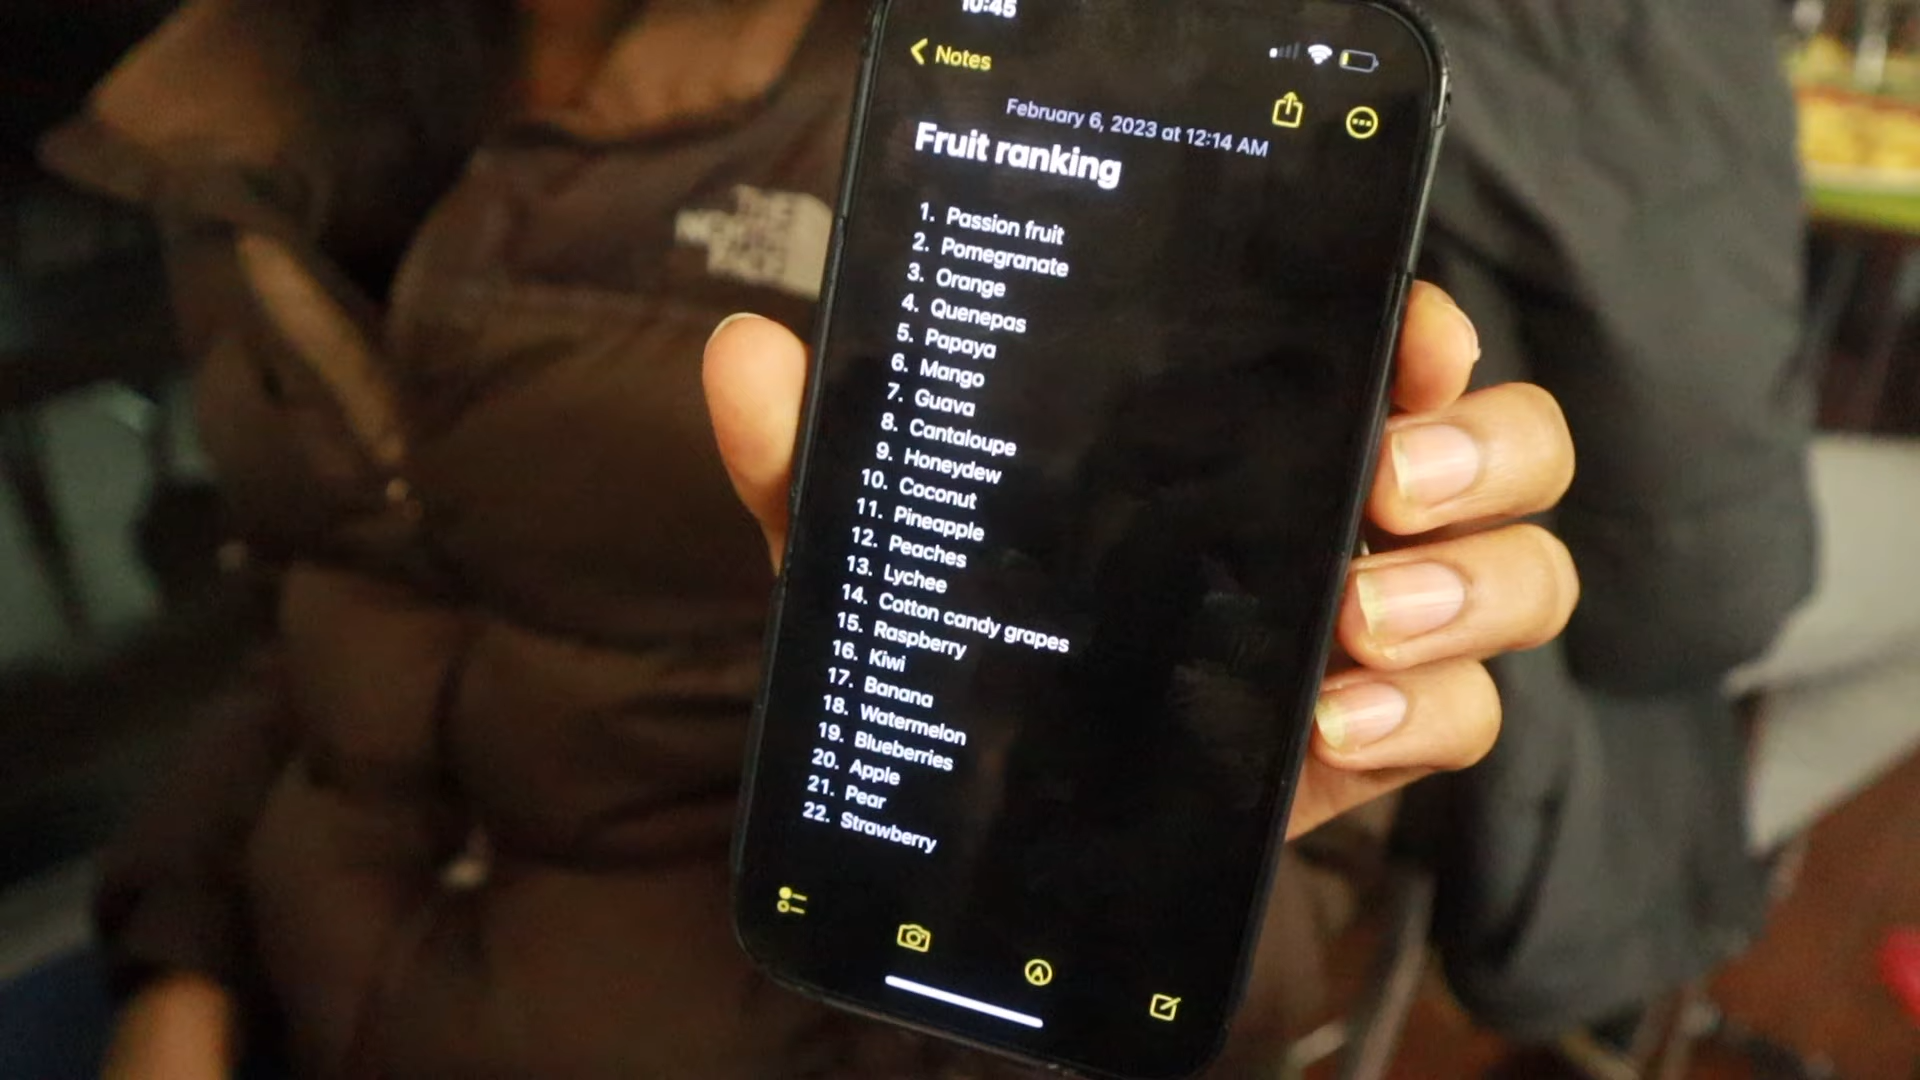 10:45
Notes
February 6, 2023 at 12:14 AM
Fruit ranking
1. Passion fruit
2. Pomegranate
3. Orange
4. Quenepas
5. Papaya
6. Mango
7. Guava
8. Cantaloupe
9. Honeydew
10. Coconut
11. Pineapple
12. Peaches
13. Lychee
14. Cotton candy grapes
15. Raspberry
16. Kiwi
17. Banana
18. Watermelon
19. Blueberries
20. Apple
21. Pear
22. Strawberry
THE
NORTH
FACE